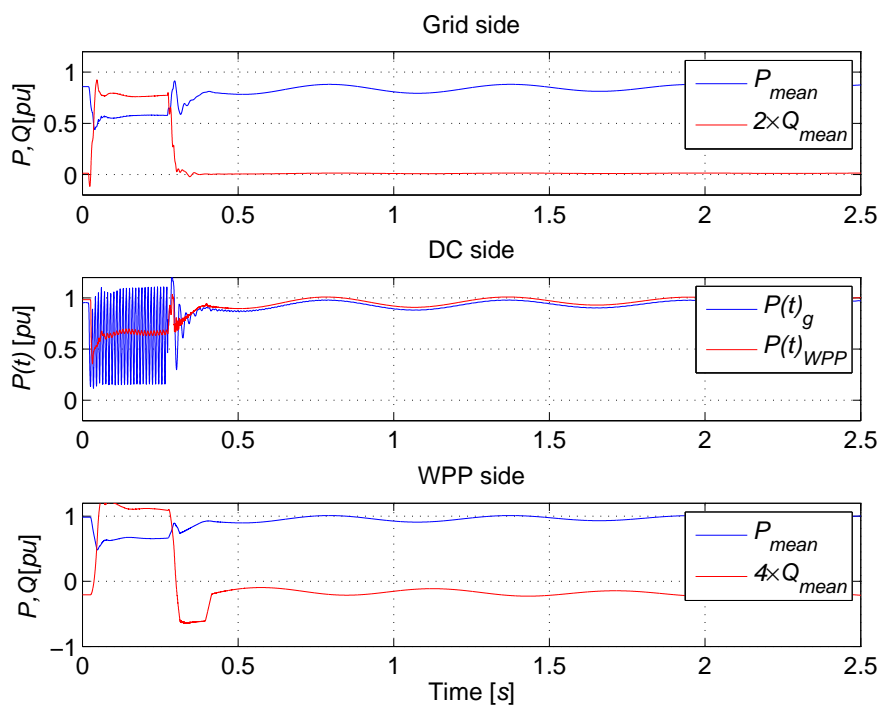 Grid side
P, Q[pu]
1
0.5
0
P_mean
2×Q_mean
0 0.5 1 1.5 2 2.5
DC side
P(t) [pu]
1
0.5
0
P(t)_g
P(t)_WPP
0 0.5 1 1.5 2 2.5
WPP side
P, Q[pu]
1
0
−1
P_mean
4×Q_mean
0 0.5 1 1.5 2 2.5
Time [s]